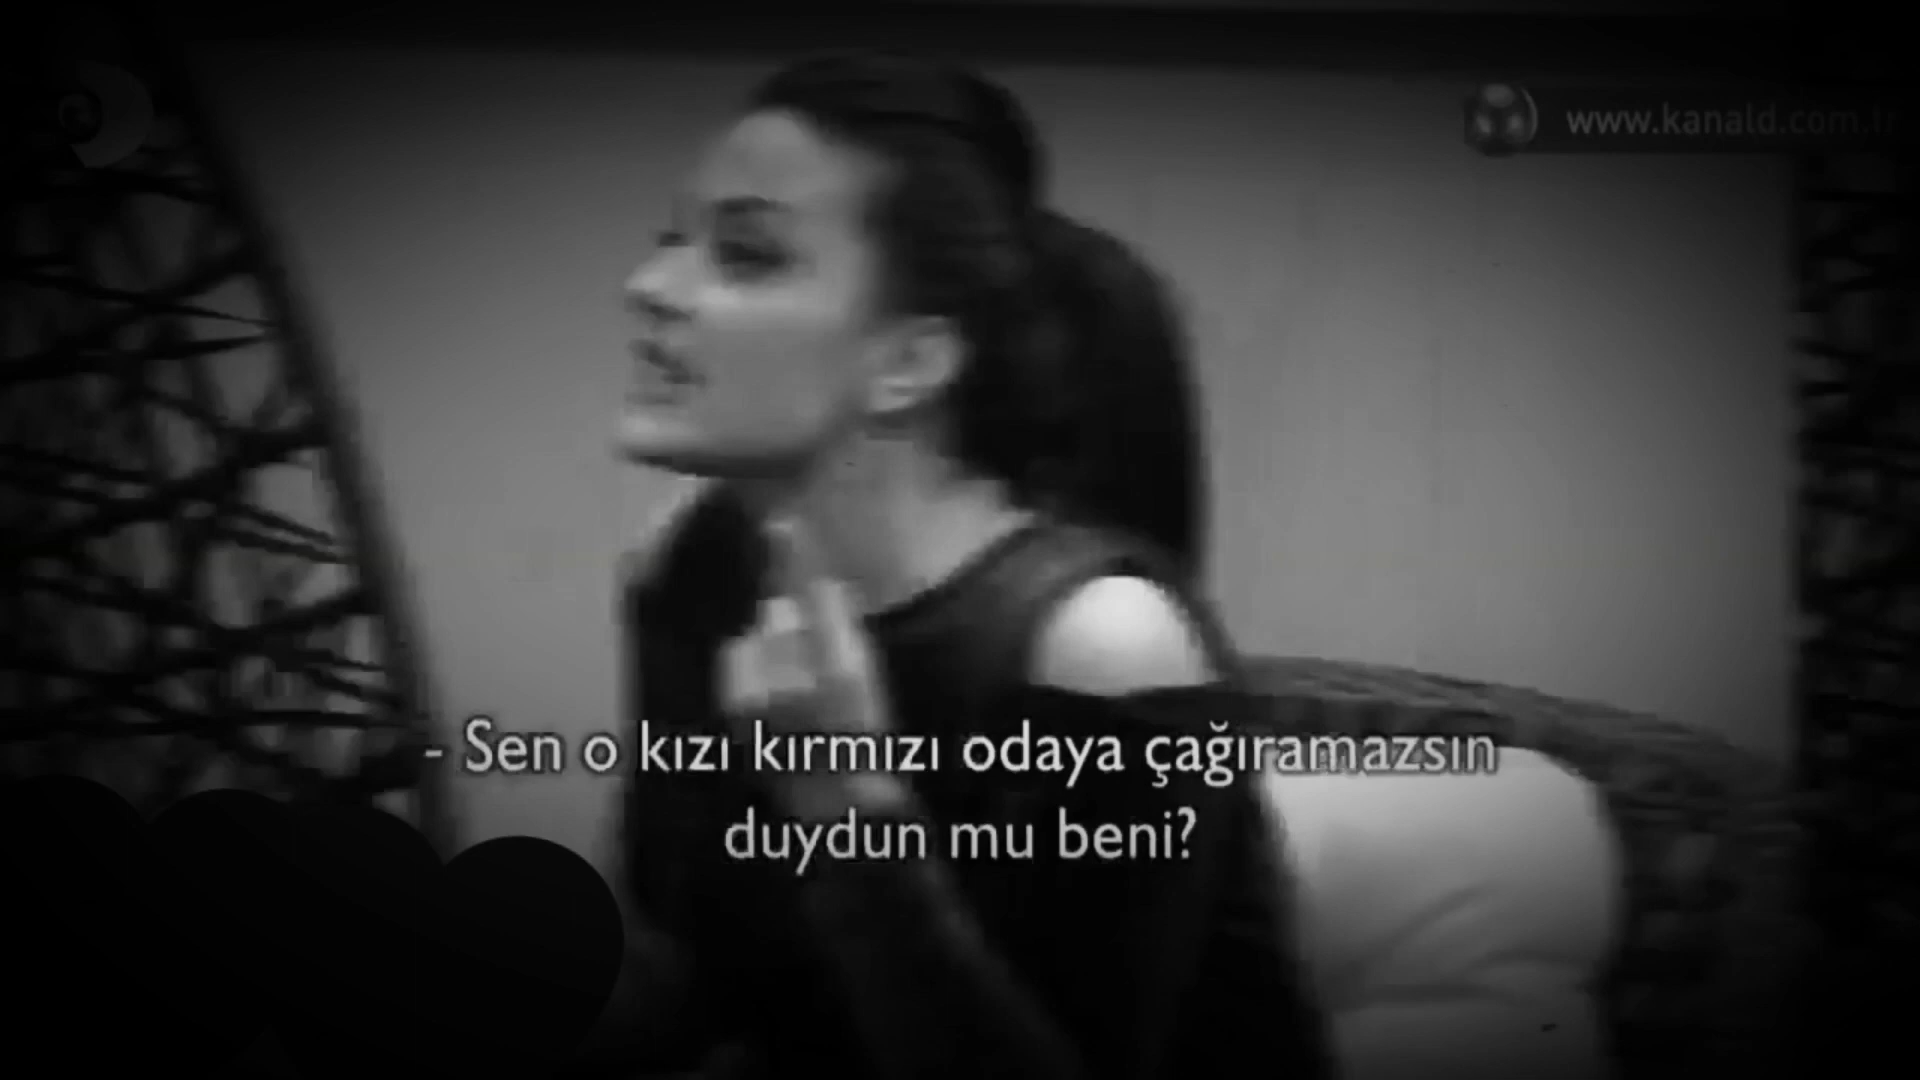 www.kanald.com.tr
- Sen o kızı kırmızı odaya çağıramazsın
duydun mu beni?